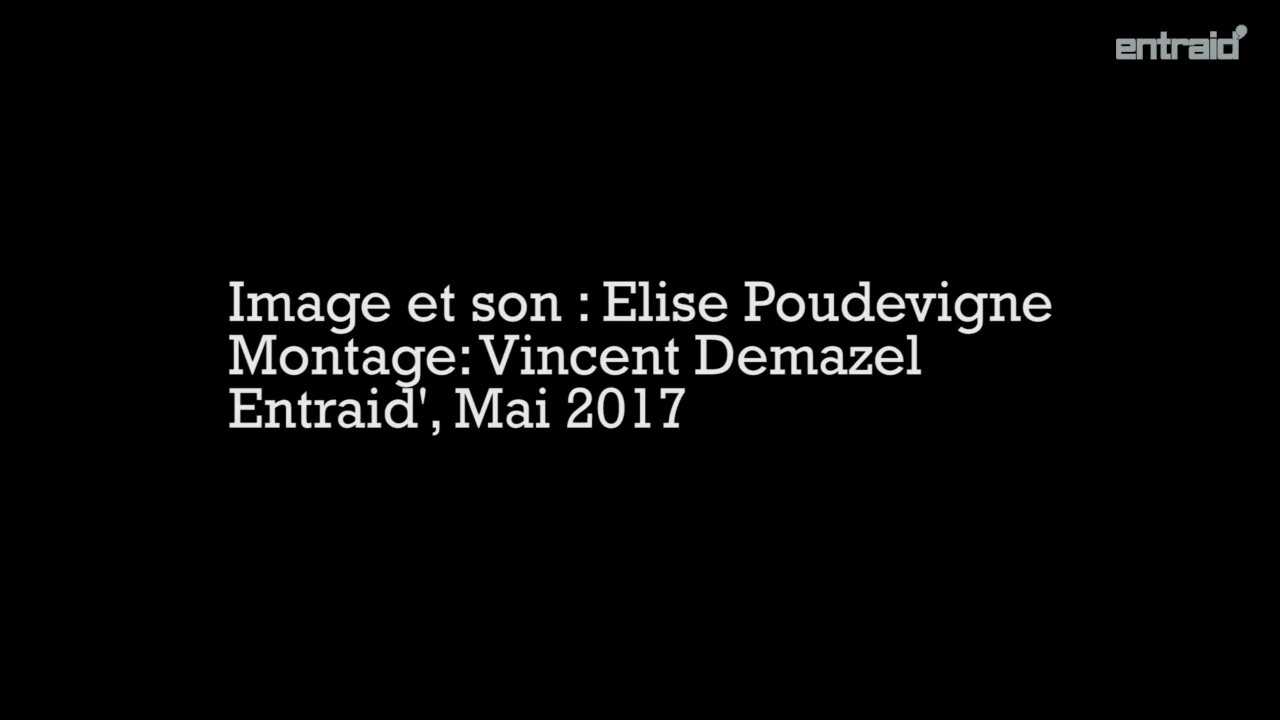 entraid'
Image et son : Elise Poudevigne
Montage: Vincent Demazel
Entraid', Mai 2017